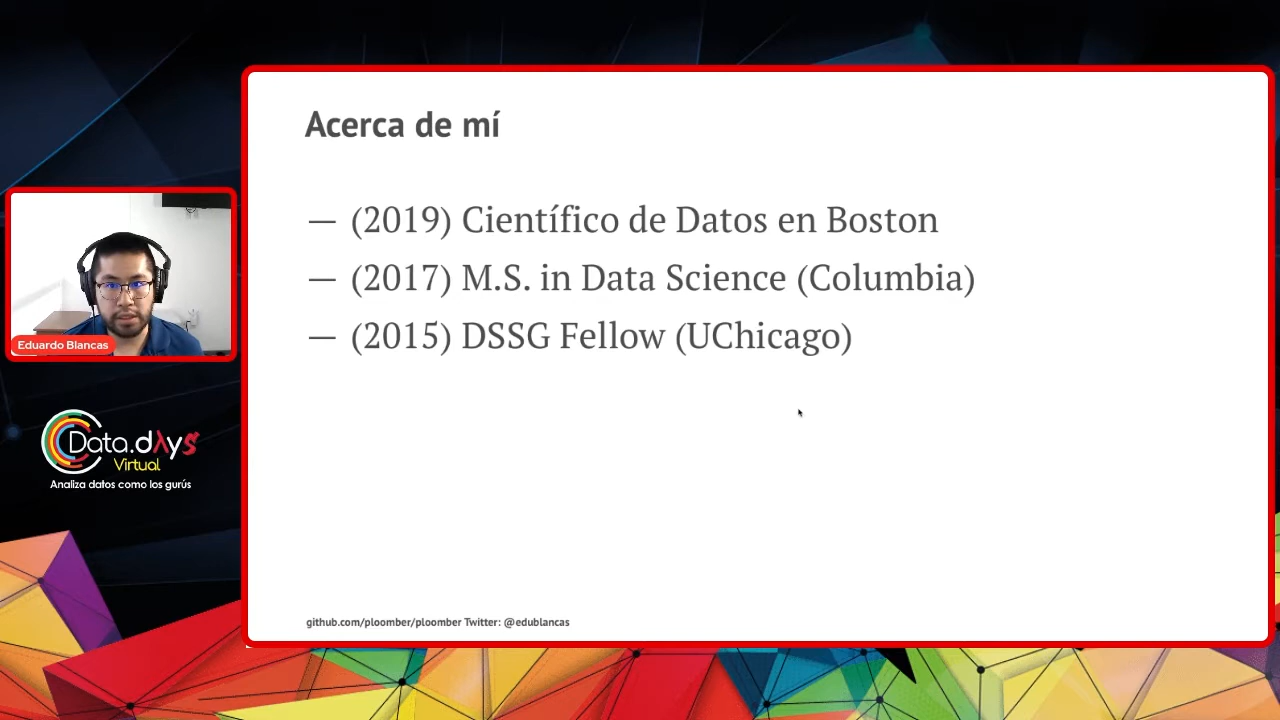 Acerca de mí
— (2019) Científico de Datos en Boston
— (2017) M.S. in Data Science (Columbia)
— (2015) DSSG Fellow (UChicago)
github.com/ploomber/ploomber Twitter: @edublancas
Eduardo Blancas
Data.dAys
Virtual
Analiza datos como los gurús